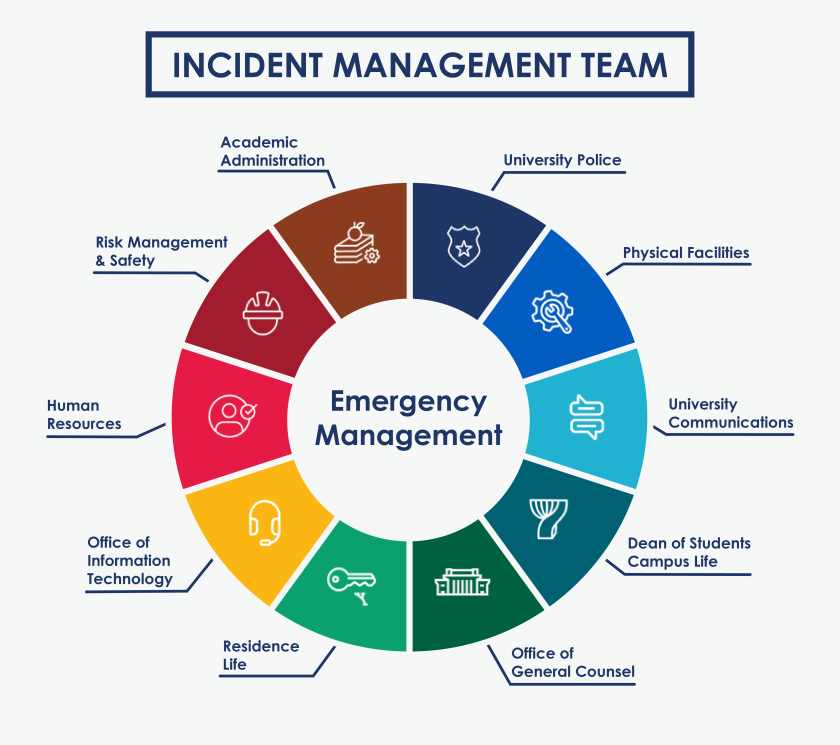 INCIDENT MANAGEMENT TEAM
Academic
Administration
University Police
Risk Management
& Safety
Physical Facilities
Human
Resources
Emergency
Management
University
Communications
Office of
Information
Technology
Dean of Students
Campus Life
Residence
Life
Office of
General Counsel